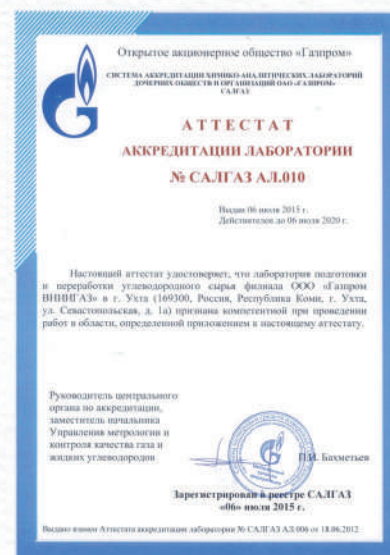 Открытое акционерное общество «Газпром»
СИСТЕМА АККРЕДИТАЦИИ ХИМИКО-АНАЛИТИЧЕСКИХ ЛАБОРАТОРИЙ
ДОЧЕРНИХ ОБЩЕСТВ И ОРГАНИЗАЦИЙ ОАО «ГАЗПРОМ»
САЛГАЗ
АТТЕСТАТ
АККРЕДИТАЦИИ ЛАБОРАТОРИИ
№ САЛГАЗ АЛ.010
Выдан 06 июля 2015 г.
Действителен до 06 июля 2020 г.
Настоящий аттестат удостоверяет, что лаборатория подготовки
и переработки углеводородного сырья филиала ООО «Газпром
ВНИИГАЗ» в г. Ухта (169300, Россия, Республика Коми, г. Ухта,
ул. Севастопольская, д. 1а) признана компетентной при проведении
работ в области, определенной приложением к настоящему аттестату.
Руководитель центрального
органа по аккредитации,
заместитель начальника
Управления метрологии и
контроля качества газа и
жидких углеводородов
П.И. Бахметьев
Зарегистрирован в реестре САЛГАЗ
«06» июля 2015 г.
Выдано взамен Аттестата аккредитации лаборатории № САЛГАЗ АЛ.006 от 18.06.2012